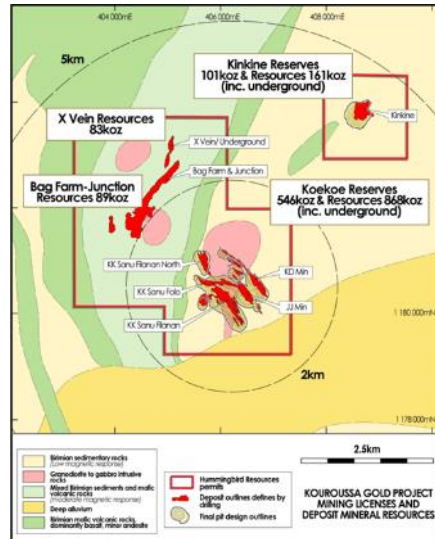 404 000mE
406 000mE
408 000mE
5km
Kinkine Reserves
101koz & Resources 161koz
(inc. underground)
Kinkine
X Vein Resources
83koz
X Vein/ Underground
Bag Farm & Junction
Bag Farm-Junction
Resources 89koz
Koekoe Reserves
546koz & Resources 868koz
(inc. underground)
KK Sanu Filanan North
KD Min
KK Sanu Folo
JJ Min
KK Sanu Filanan
1 180 000mN
2km
1 178 000mN
Birimian sedimentary rocks
(Low magnetic response)
Granodiorite to gabbro intrusive
rocks
Mixed Birimian sediments and mafic
volcanic rocks
(moderate magnetic response)
Deep alluvium
Birimian mafic volcanic rocks,
dominantly basalt, minor andesite
Hummingbird Resources
permits
Deposit outlines defines by
drilling
Final pit design outlines
2.5km
KOUROUSSA GOLD PROJECT
MINING LICENSES AND
DEPOSIT MINERAL RESOURCES